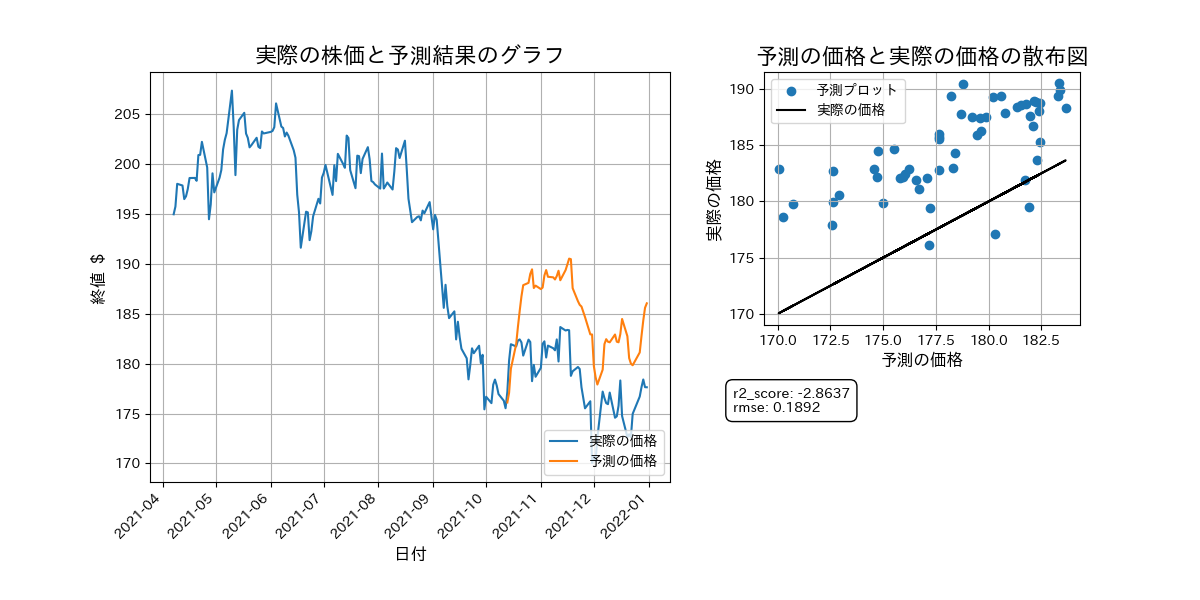 実際の株価と予測結果のグラフ
終値 $
205
200
195
190
185
180
175
170
2021-04
2021-05
2021-06
2021-07
2021-08
2021-09
2021-10
2021-11
2021-12
2022-01
日付
実際の価格
予測の価格
予測の価格と実際の価格の散布図
実際の価格
190
185
180
175
170
予測プロット
実際の価格
170.0
172.5
175.0
177.5
180.0
182.5
予測の価格
r2_score: -2.8637
rmse: 0.1892